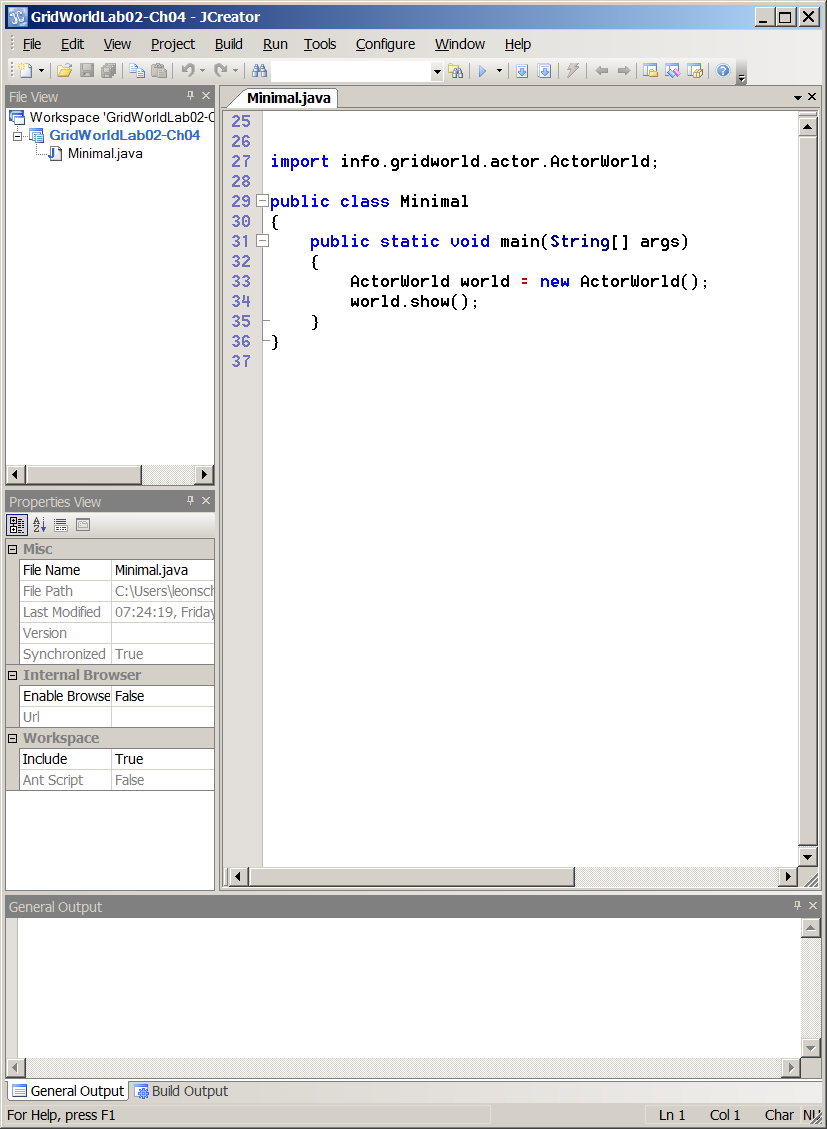 GridWorldLab02-Ch04 - JCreator
File Edit View Project Build Run Tools Configure Window Help
File View
Workspace 'GridWorldLab02-C
GridWorldLab02-Ch04
Minimal.java
Properties View
Misc
File Name Minimal.java
File Path C:\Users\leonsch
Last Modified 07:24:19, Friday
Version
Synchronized True
Internal Browser
Enable Browse False
Url
Workspace
Include True
Ant Script False
Minimal.java
25
26
27 import info.gridworld.actor.ActorWorld;
28
29 public class Minimal
30 {
31 public static void main(String[] args)
32 {
33 ActorWorld world = new ActorWorld();
34 world.show();
35 }
36 }
37
General Output
General Output Build Output
For Help, press F1 Ln 1 Col 1 Char